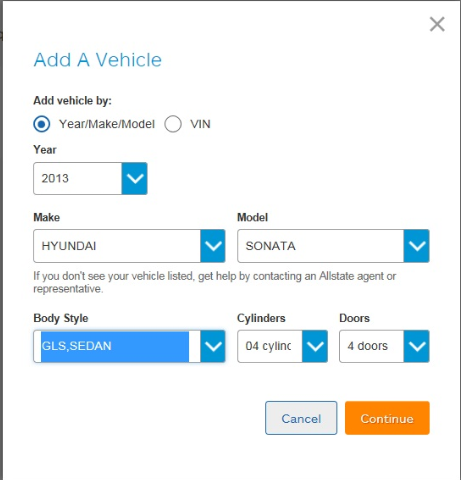 Add A Vehicle
Add vehicle by:
Year/Make/Model VIN
Year
2013
Make Model
HYUNDAI SONATA
If you don't see your vehicle listed, get help by contacting an Allstate agent or
representative.
Body Style Cylinders Doors
GLS,SEDAN 04 cylinc 4 doors
Cancel Continue